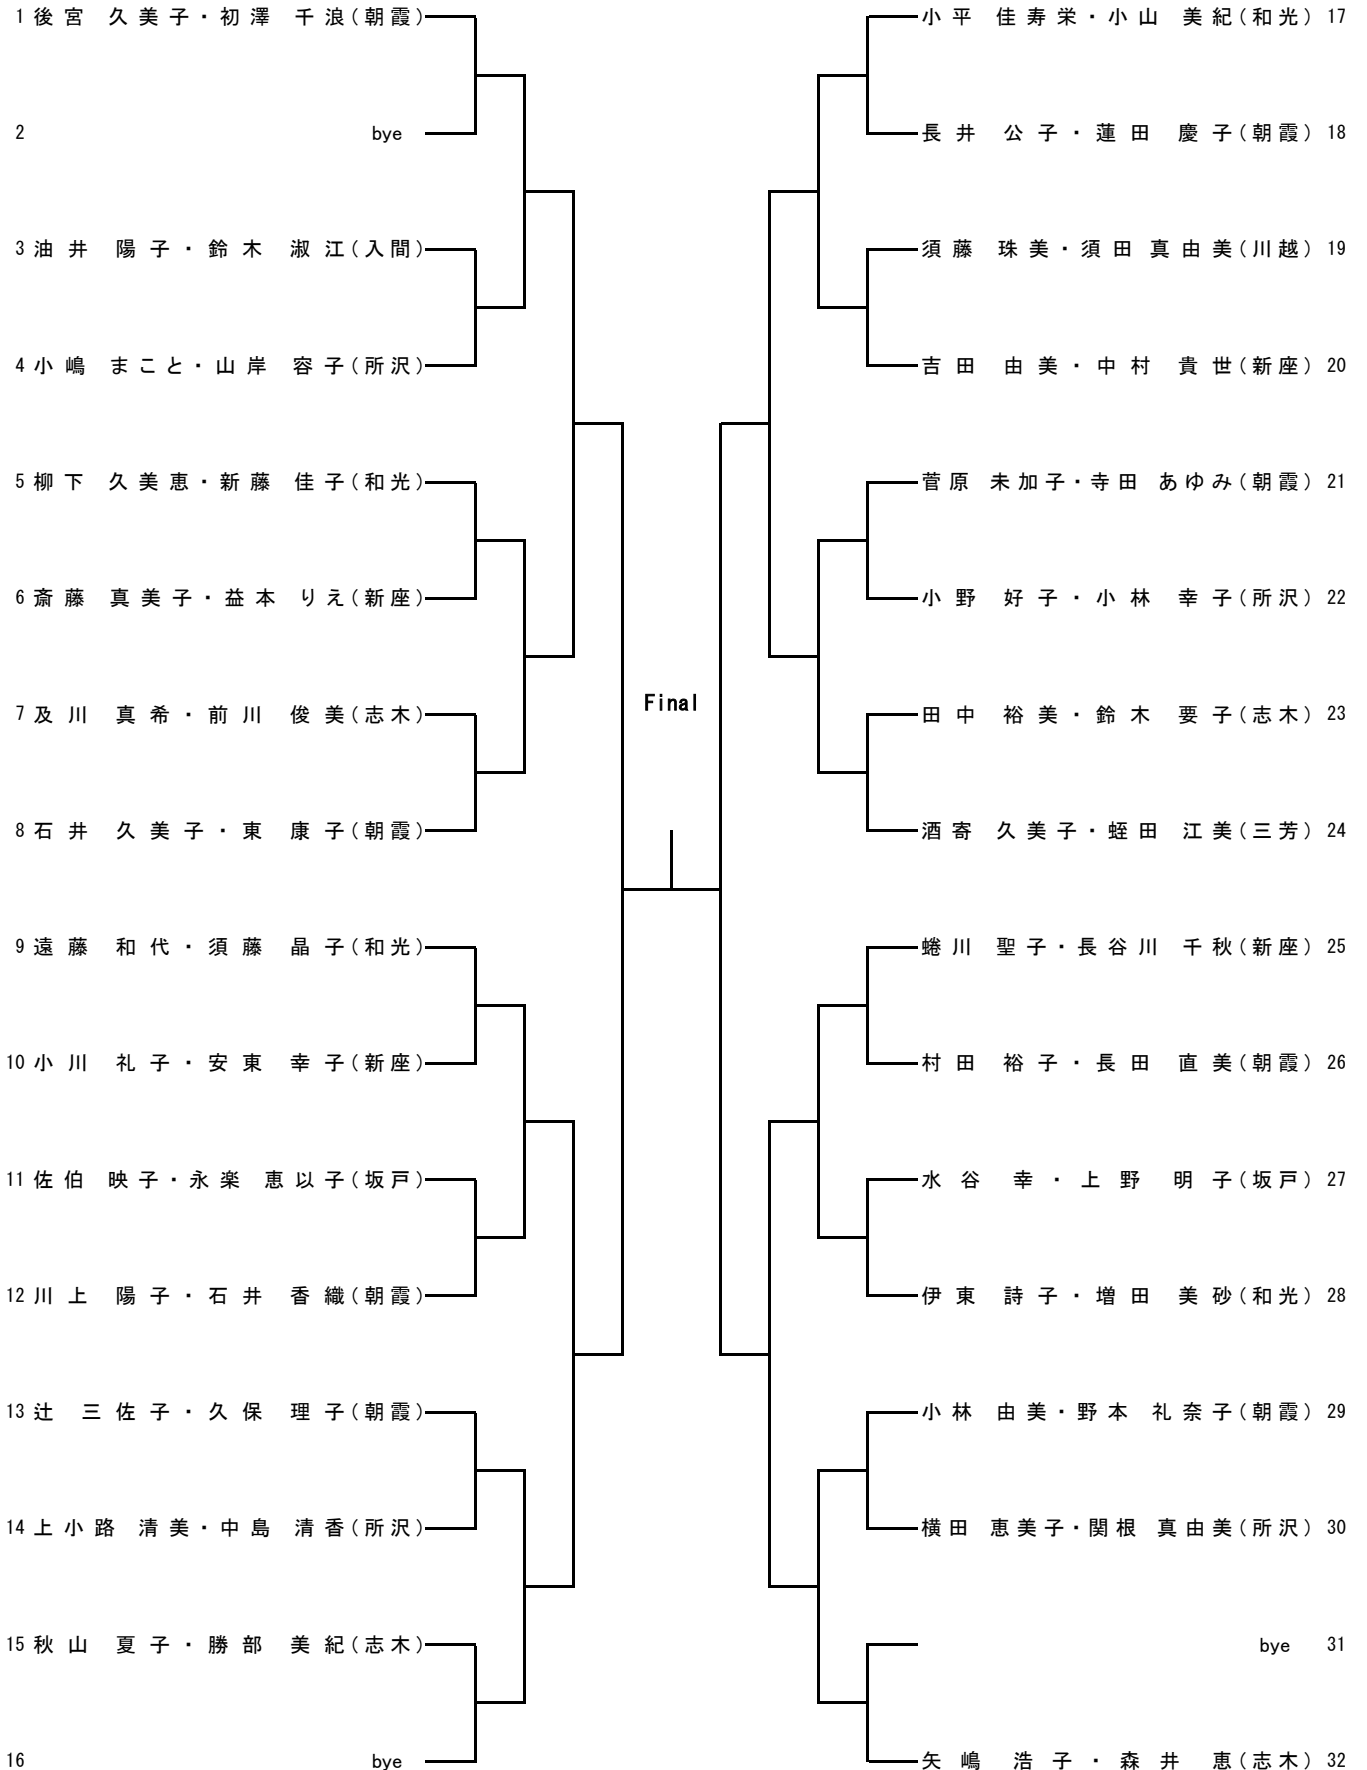 1 後宮 久美子・初澤 千浪(朝霞)
2 bye
3 油井 陽子・鈴木 淑江(入間)
4 小嶋 まこと・山岸 容子(所沢)
5 柳下 久美恵・新藤 佳子(和光)
6 斎藤 真美子・益本 りえ(新座)
7 及川 真希・前川 俊美(志木)
8 石井 久美子・東 康子(朝霞)
9 遠藤 和代・須藤 晶子(和光)
10 小川 礼子・安東 幸子(新座)
11 佐伯 映子・永楽 恵以子(坂戸)
12 川上 陽子・石井 香織(朝霞)
13 辻 三佐子・久保 理子(朝霞)
14 上小路 清美・中島 清香(所沢)
15 秋山 夏子・勝部 美紀(志木)
16 bye
Final
小平 佳寿栄・小山 美紀(和光) 17
長井 公子・蓮田 慶子(朝霞) 18
須藤 珠美・須田 真由美(川越) 19
吉田 由美・中村 貴世(新座) 20
菅原 未加子・寺田 あゆみ(朝霞) 21
小野 好子・小林 幸子(所沢) 22
田中 裕美・鈴木 要子(志木) 23
酒寄 久美子・蛭田 江美(三芳) 24
蜷川 聖子・長谷川 千秋(新座) 25
村田 裕子・長田 直美(朝霞) 26
水谷 幸・上野 明子(坂戸) 27
伊東 詩子・増田 美砂(和光) 28
小林 由美・野本 礼奈子(朝霞) 29
横田 恵美子・関根 真由美(所沢) 30
bye 31
矢嶋 浩子・森井 恵(志木) 32